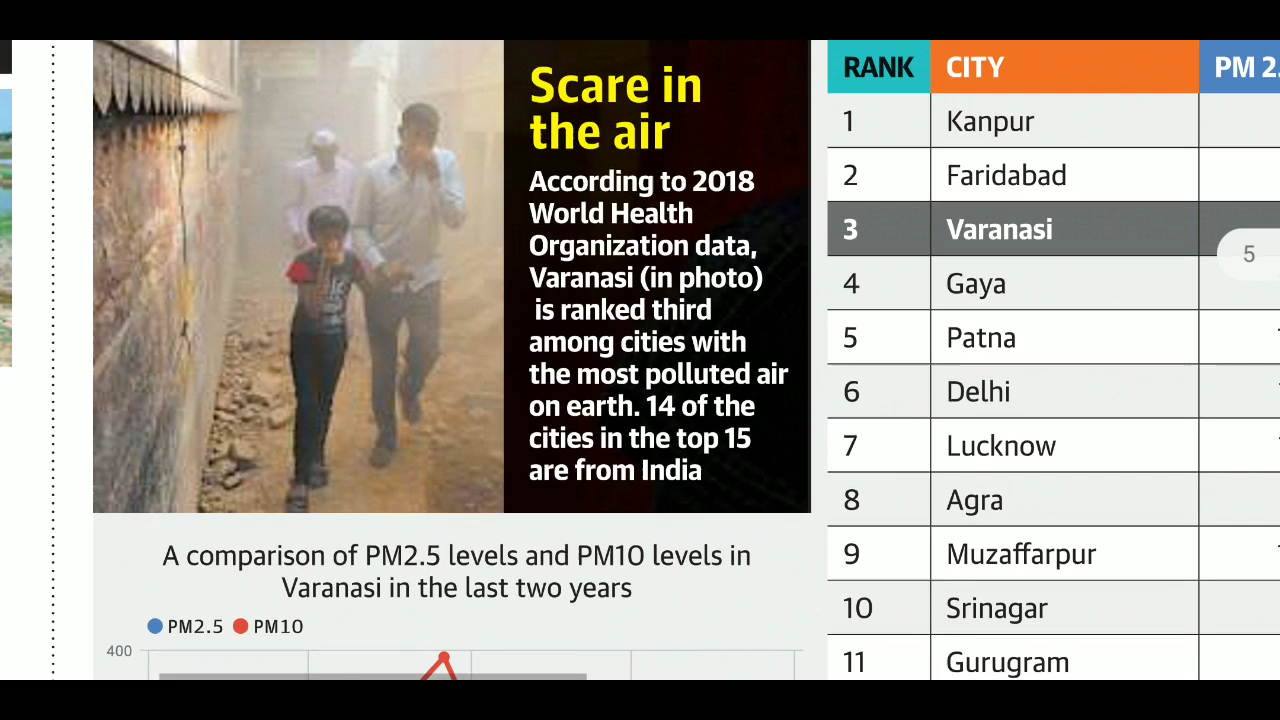 Scare in
the air
According to 2018
World Health
Organization data,
Varanasi (in photo)
is ranked third
among cities with
the most polluted air
on earth. 14 of the
cities in the top 15
are from India
A comparison of PM2.5 levels and PM10 levels in
Varanasi in the last two years
PM2.5 PM10
400
RANK CITY PM 2.
1 Kanpur
2 Faridabad
3 Varanasi
5
4 Gaya
5 Patna
6 Delhi
7 Lucknow
8 Agra
9 Muzaffarpur
10 Srinagar
11 Gurugram